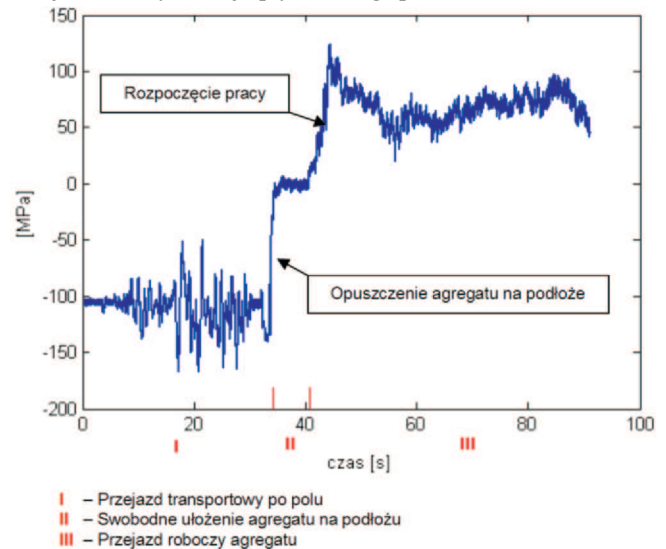 150
100
50
0
-50
-100
-150
-200
[MPa]
Rozpoczęcie pracy
Opuszczenie agregatu na podłoże
0 20 40 60 80 100
I II III
czas [s]
I – Przejazd transportowy po polu
II – Swobodne ułożenie agregatu na podłożu
III – Przejazd roboczy agregatu